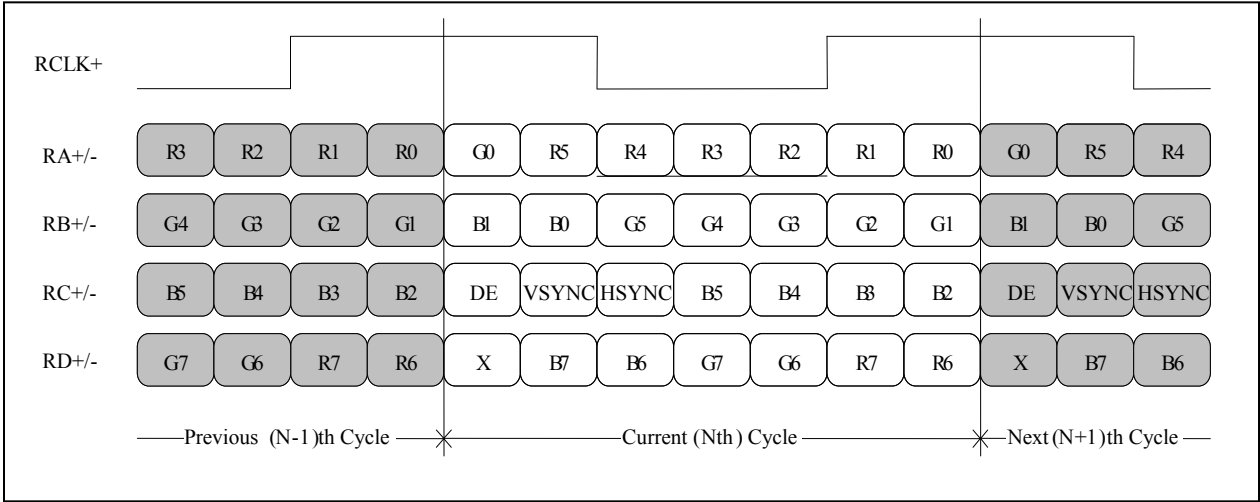 RCLK+
RA+/- R3 R2 R1 R0 G0 R5 R4 R3 R2 R1 R0 G0 R5 R4
RB+/- G4 G3 G2 G1 B1 B0 G5 G4 G3 G2 G1 B1 B0 G5
RC+/- B5 B4 B3 B2 DE VSYNC HSYNC B5 B4 B3 B2 DE VSYNC HSYNC
RD+/- G7 G6 R7 R6 X B7 B6 G7 G6 R7 R6 X B7 B6
Previous (N-1)th Cycle Current (Nth) Cycle Next (N+1)th Cycle